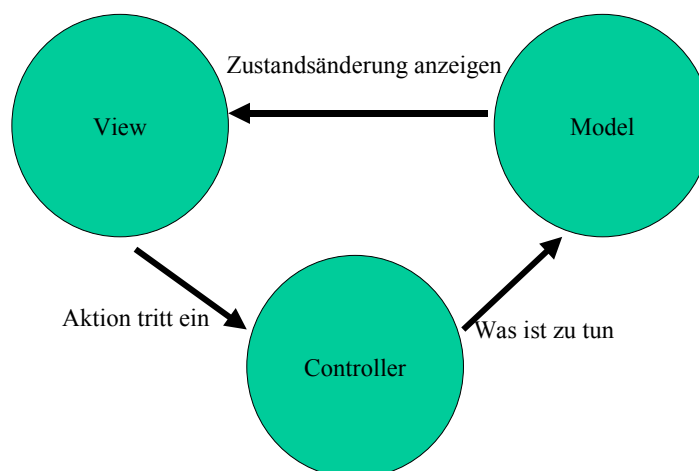 Zustandsänderung anzeigen
View
Model
Aktion tritt ein
Was ist zu tun
Controller